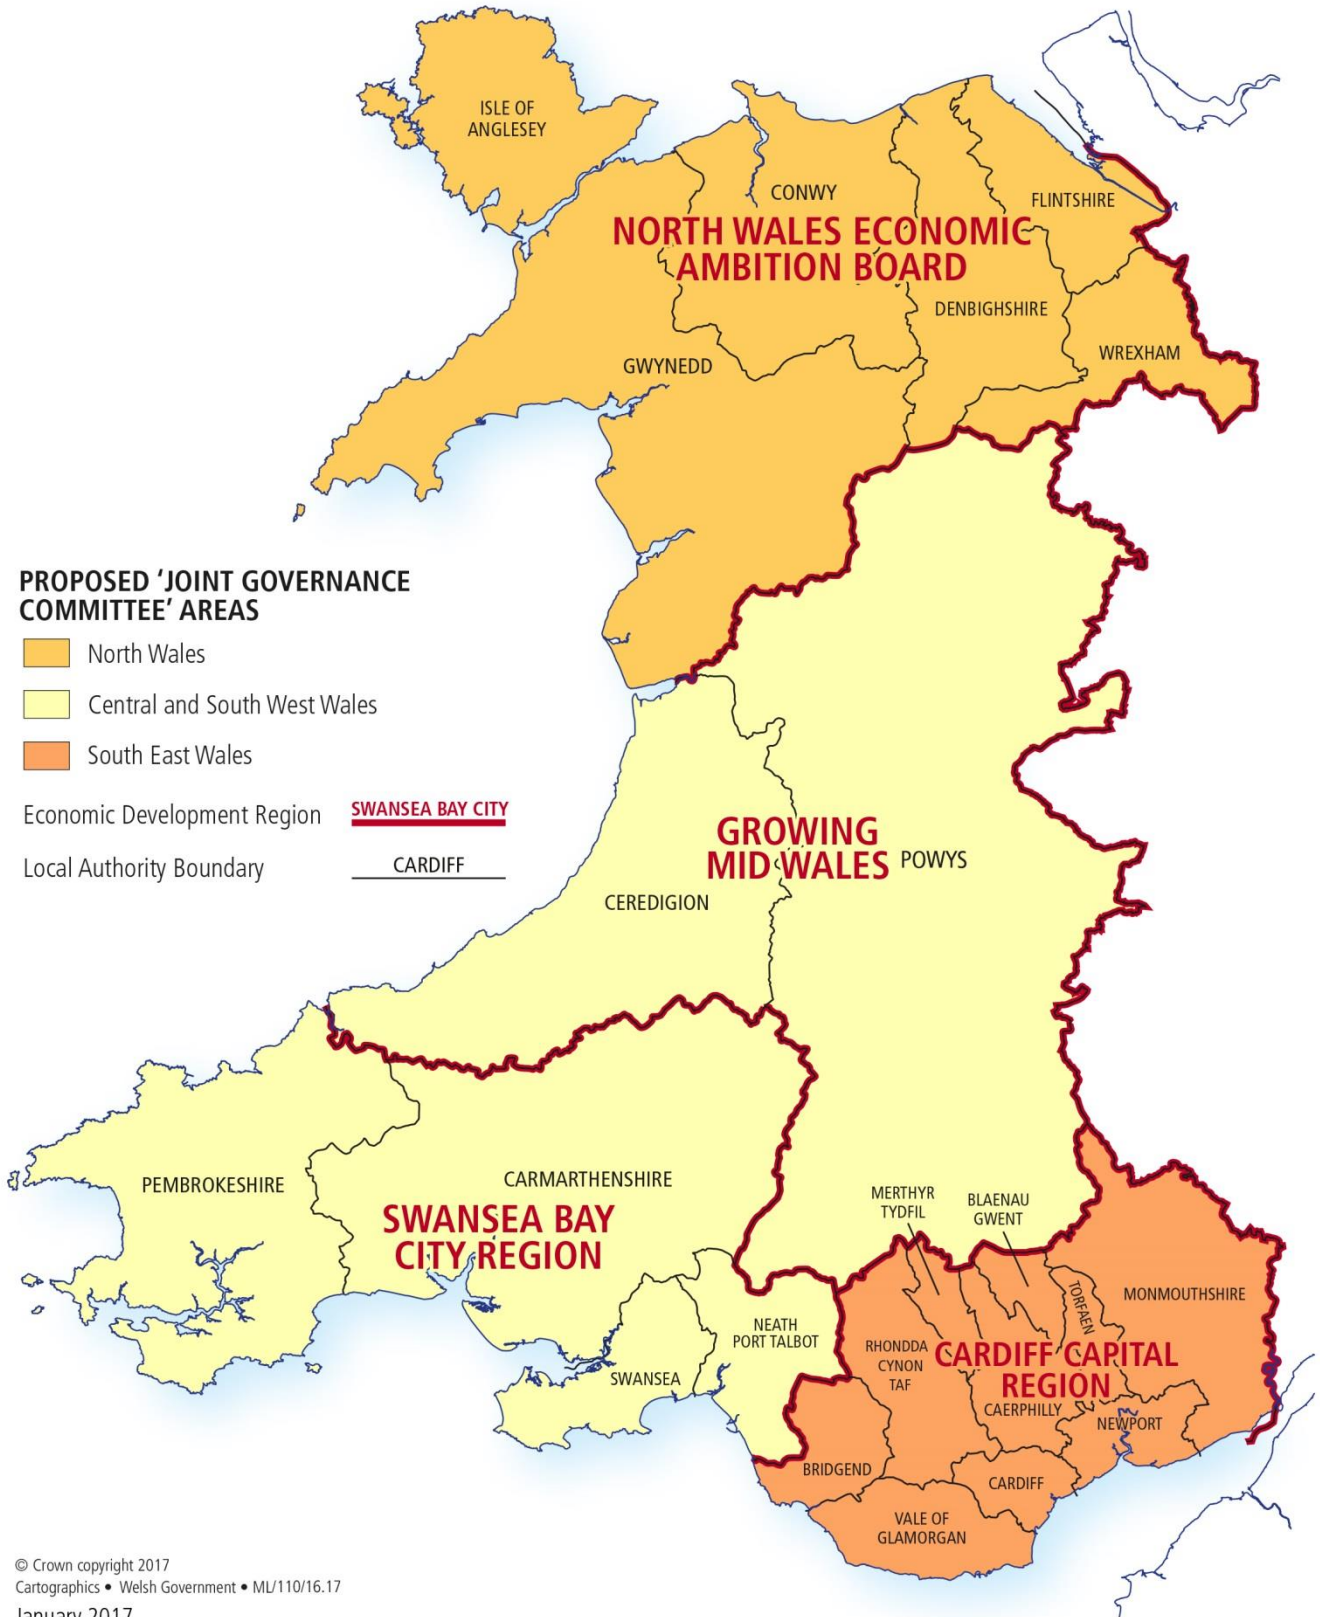 ISLE OF
ANGLESEY
CONWY
FLINTSHIRE
NORTH WALES ECONOMIC
AMBITION BOARD
DENBIGHSHIRE
WREXHAM
GWYNEDD
PROPOSED ‘JOINT GOVERNANCE
COMMITTEE’ AREAS
North Wales
Central and South West Wales
South East Wales
Economic Development Region SWANSEA BAY CITY
Local Authority Boundary CARDIFF
GROWING
MID WALES
POWYS
CEREDIGION
PEMBROKESHIRE
CARMARTHENSHIRE
SWANSEA BAY
CITY REGION
MERTHYR
TYDFIL
BLAENAU
GWENT
TORFAEN
MONMOUTHSHIRE
NEATH
PORT TALBOT
SWANSEA
RHONDDA
CYNON
TAF
CARDIFF CAPITAL
REGION
CAERPHILLY
NEWPORT
BRIDGEND
CARDIFF
VALE OF
GLAMORGAN
© Crown copyright 2017
Cartographics • Welsh Government • ML/110/16.17
January 2017